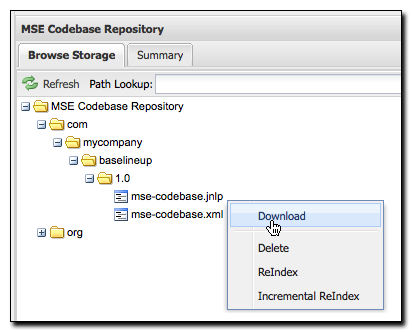 MSE Codebase Repository
Browse Storage Summary
Refresh Path Lookup:
MSE Codebase Repository
com
mycompany
baselineup
1.0
mse-codebase.jnlp
mse-codebase.xml
org
Download
Delete
ReIndex
Incremental ReIndex